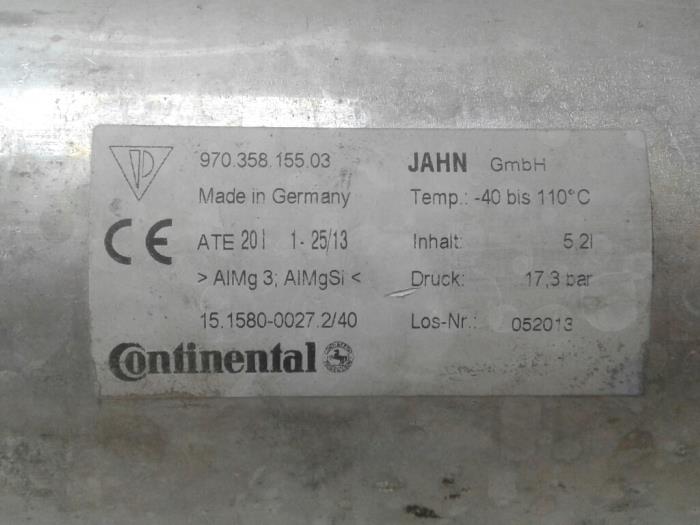 970.358.155.03
Made in Germany
CE
ATE 20 I 1- 25/13
> AlMg 3; AlMgSi <
15.1580-0027.2/40
Continental
JAHN GmbH
Temp.: -40 bis 110°C
Inhalt: 5,2l
Druck: 17,3 bar
Los-Nr.: 052013